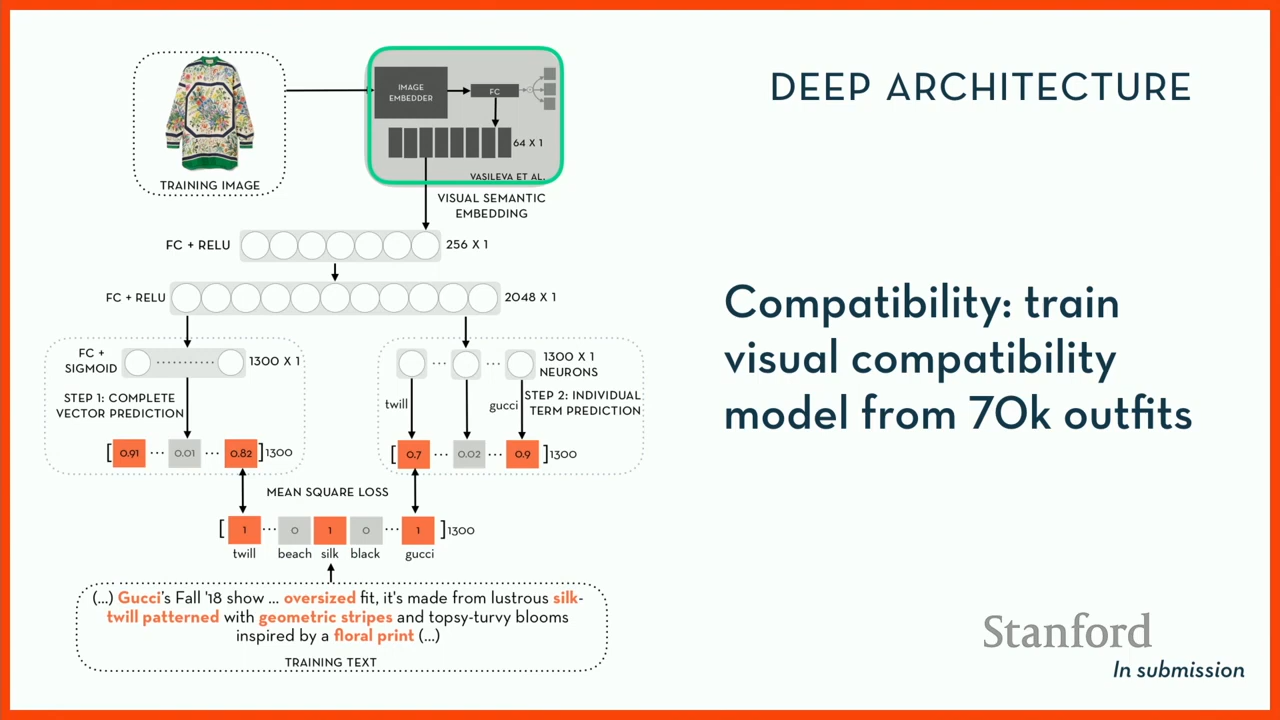 DEEP ARCHITECTURE
IMAGE
EMBEDDER
FC
64 X 1
VASILEVA ET AL.
TRAINING IMAGE
VISUAL SEMANTIC
EMBEDDING
FC + RELU
256 X 1
FC + RELU
2048 X 1
FC +
SIGMOID
1300 X 1
STEP 1: COMPLETE
VECTOR PREDICTION
[0.91 ... 0.01 ... 0.82]1300
1300 X 1
NEURONS
twill
gucci
STEP 2: INDIVIDUAL
TERM PREDICTION
[0.7 ... 0.02 ... 0.9]1300
MEAN SQUARE LOSS
[1 ... 0 1 0 ... 1]1300
twill beach silk black gucci
(...) Gucci's Fall '18 show ... oversized fit, it's made from lustrous silk-
twill patterned with geometric stripes and topsy-turvy blooms
inspired by a floral print (...)
TRAINING TEXT
Compatibility: train
visual compatibility
model from 70k outfits
Stanford
In submission